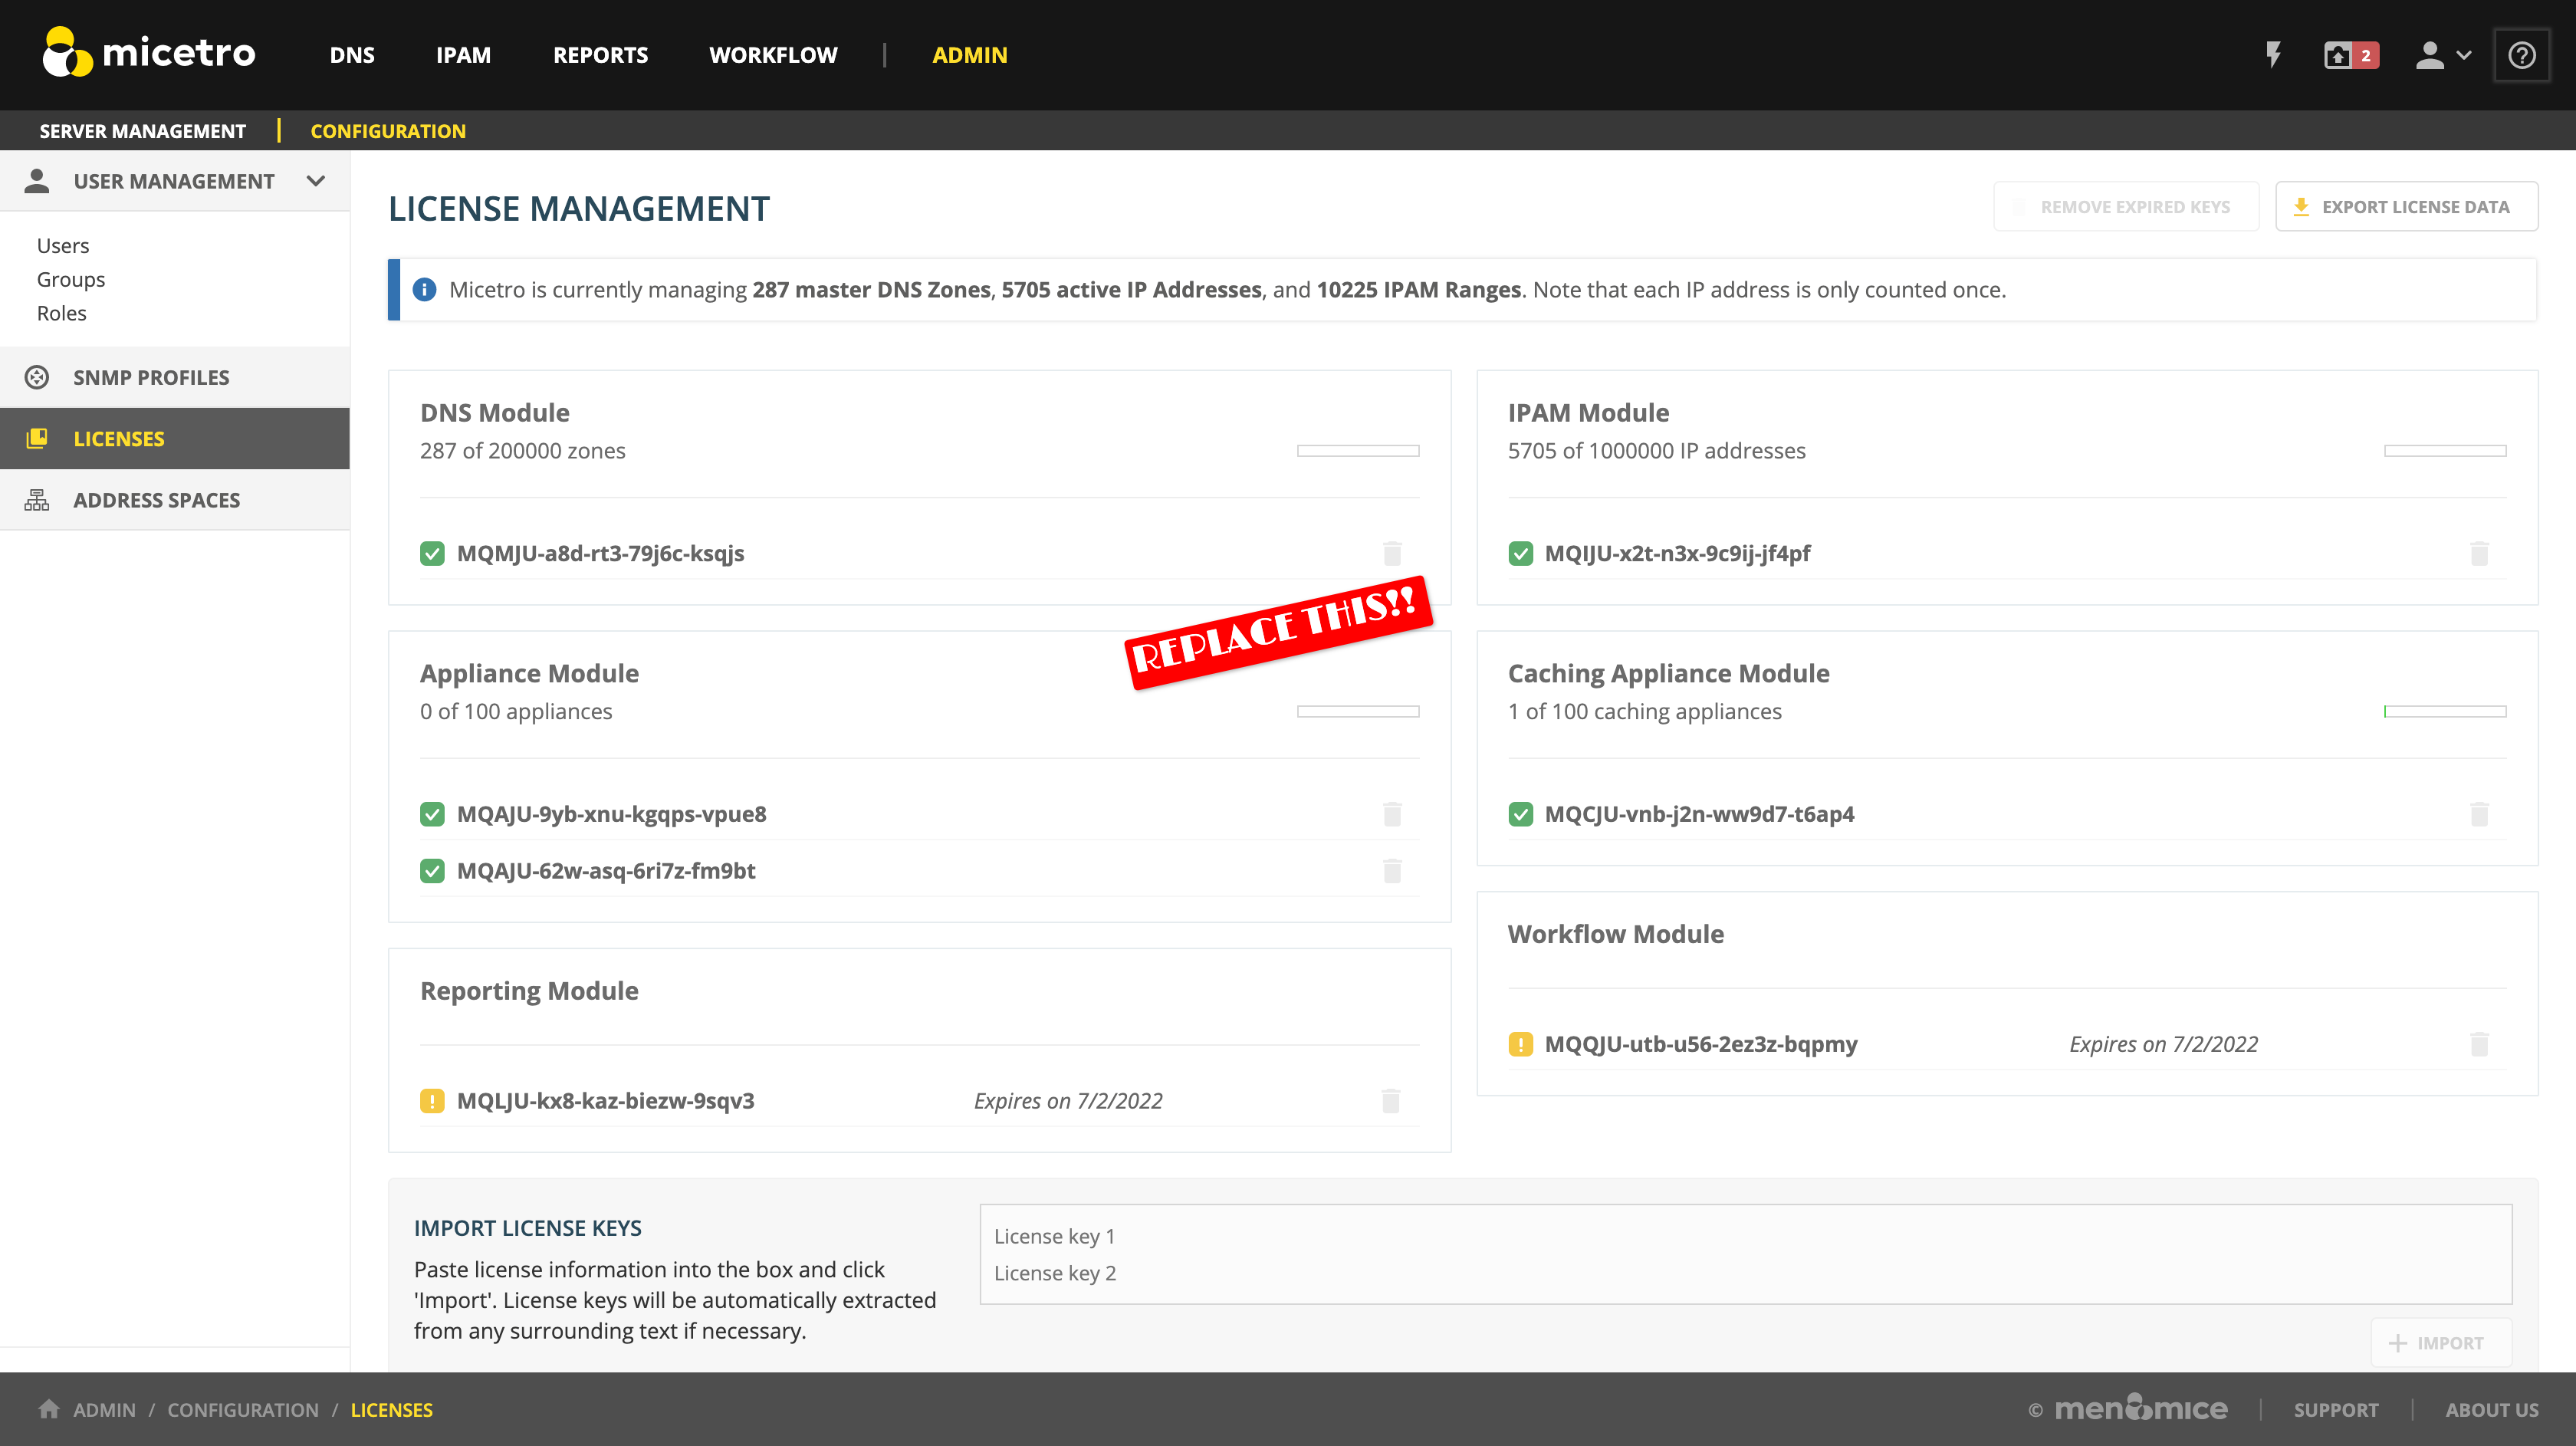 micetro
DNS
IPAM
REPORTS
WORKFLOW
ADMIN
2
SERVER MANAGEMENT
CONFIGURATION
USER MANAGEMENT
Users
Groups
Roles
SNMP PROFILES
LICENSES
ADDRESS SPACES
LICENSE MANAGEMENT
REMOVE EXPIRED KEYS
EXPORT LICENSE DATA
Micetro is currently managing 287 master DNS Zones, 5705 active IP Addresses, and 10225 IPAM Ranges. Note that each IP address is only counted once.
DNS Module
287 of 200000 zones
MQMJU-a8d-rt3-79j6c-ksqjs
IPAM Module
5705 of 1000000 IP addresses
MQIJU-x2t-n3x-9c9ij-jf4pf
REPLACE THIS!!
Appliance Module
0 of 100 appliances
MQAJU-9yb-xnu-kgqps-vpue8
MQAJU-62w-asq-6ri7z-fm9bt
Caching Appliance Module
1 of 100 caching appliances
MQCJU-vnb-j2n-ww9d7-t6ap4
Reporting Module
MQLJU-kx8-kaz-biezw-9sqv3
Expires on 7/2/2022
Workflow Module
MQQJU-utb-u56-2ez3z-bqpmy
Expires on 7/2/2022
IMPORT LICENSE KEYS
Paste license information into the box and click
'Import'. License keys will be automatically extracted
from any surrounding text if necessary.
License key 1
License key 2
IMPORT
ADMIN / CONFIGURATION / LICENSES
© men&mice
SUPPORT
ABOUT US